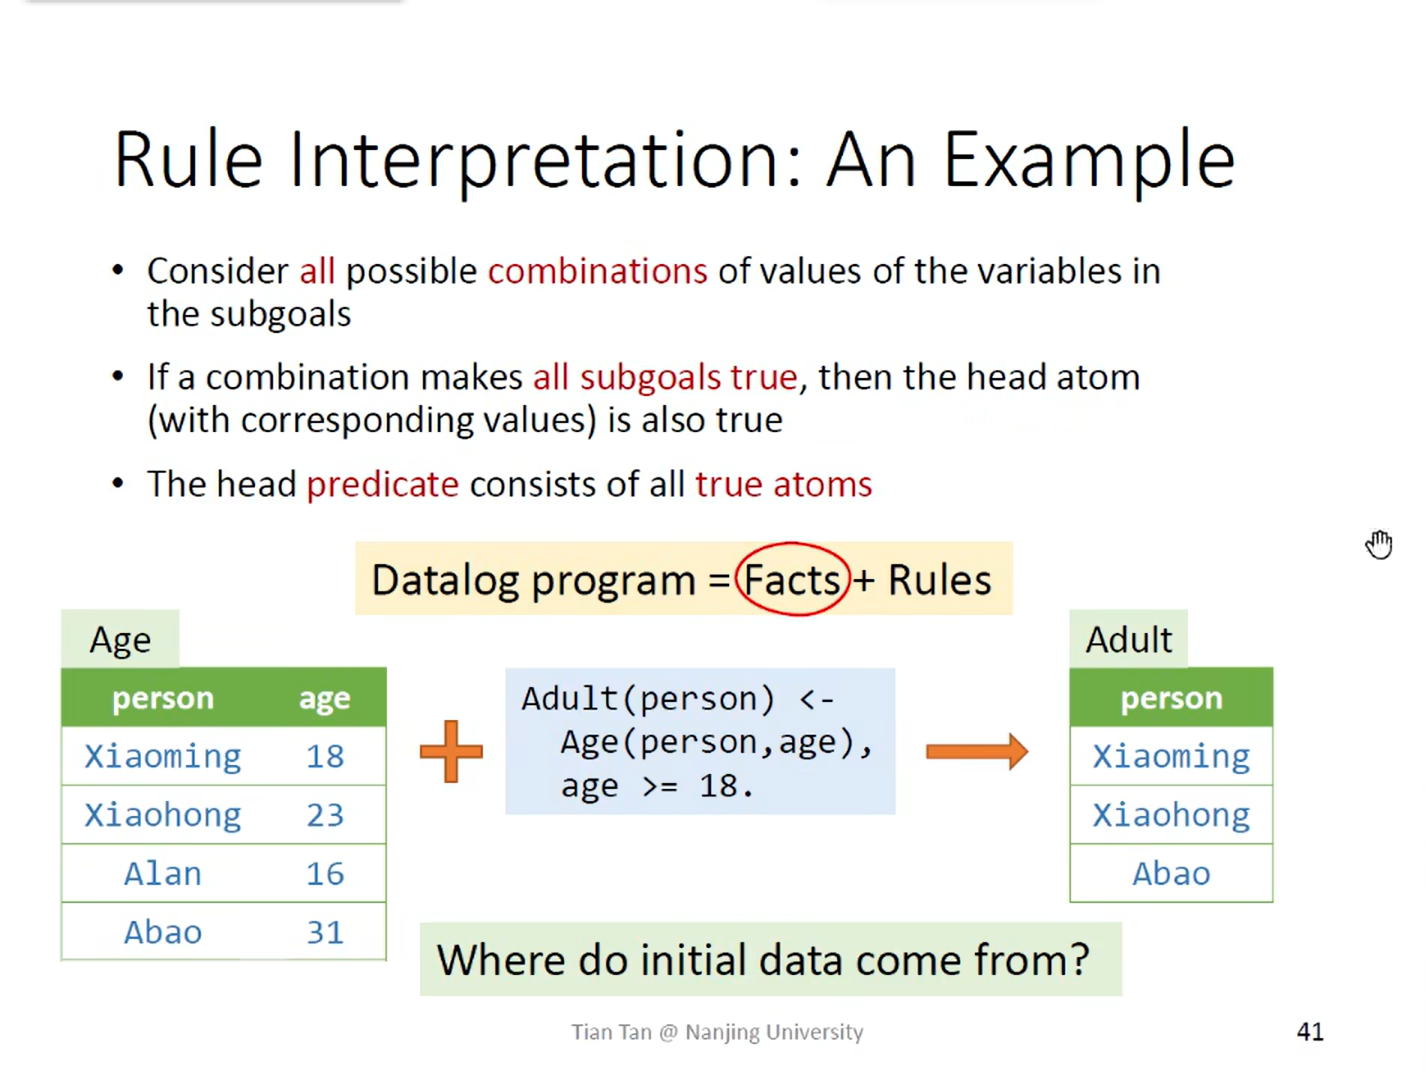 Rule Interpretation: An Example
• Consider all possible combinations of values of the variables in
the subgoals
• If a combination makes all subgoals true, then the head atom
(with corresponding values) is also true
• The head predicate consists of all true atoms
Datalog program = Facts + Rules
Age
person age
Xiaoming 18
Xiaohong 23
Alan 16
Abao 31
Adult(person) <-
Age(person,age),
age >= 18.
Adult
person
Xiaoming
Xiaohong
Abao
Where do initial data come from?
Tian Tan @ Nanjing University
41